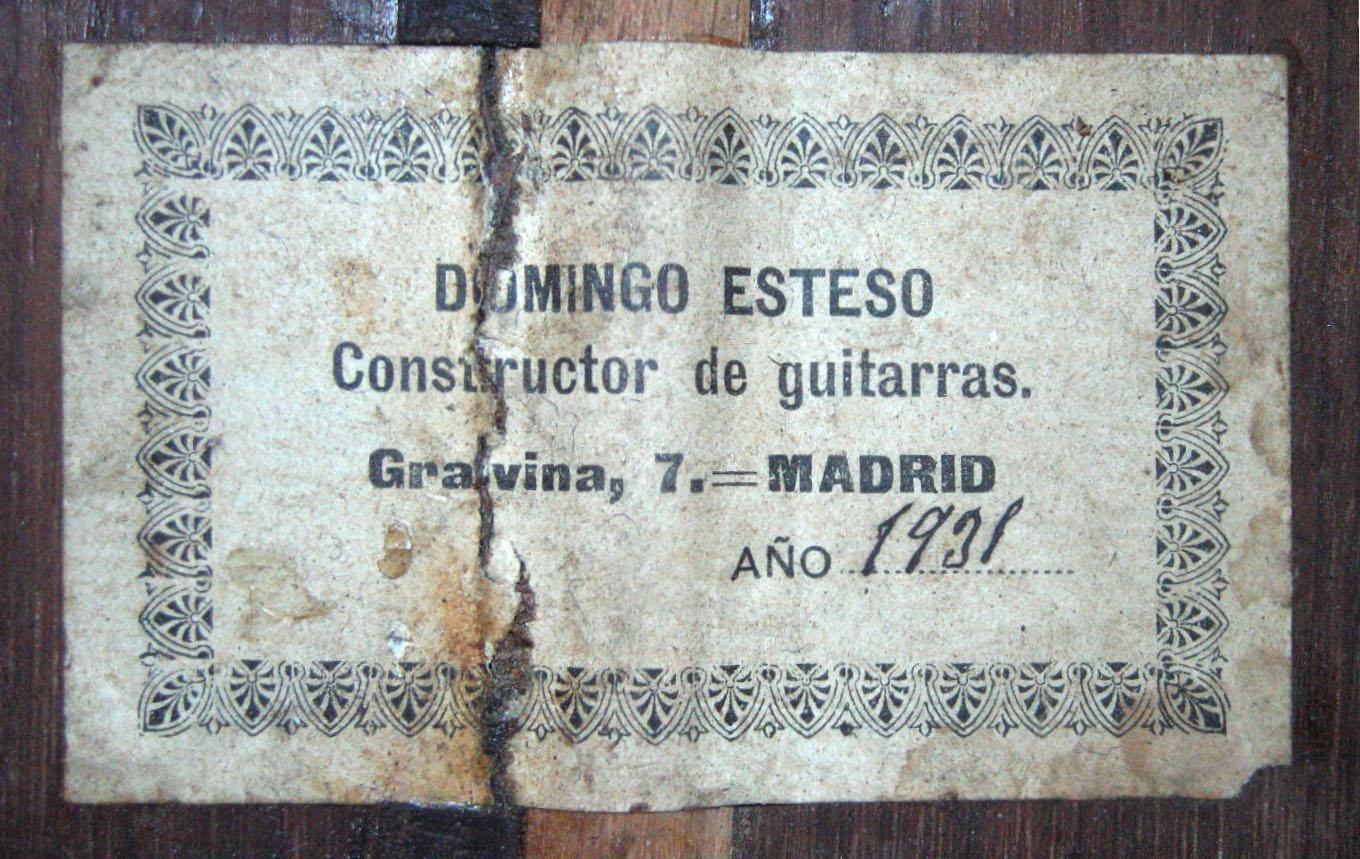 DOMINGO ESTESO
Constructor de guitarras.
Gravina, 7.=MADRID
AÑO 1931